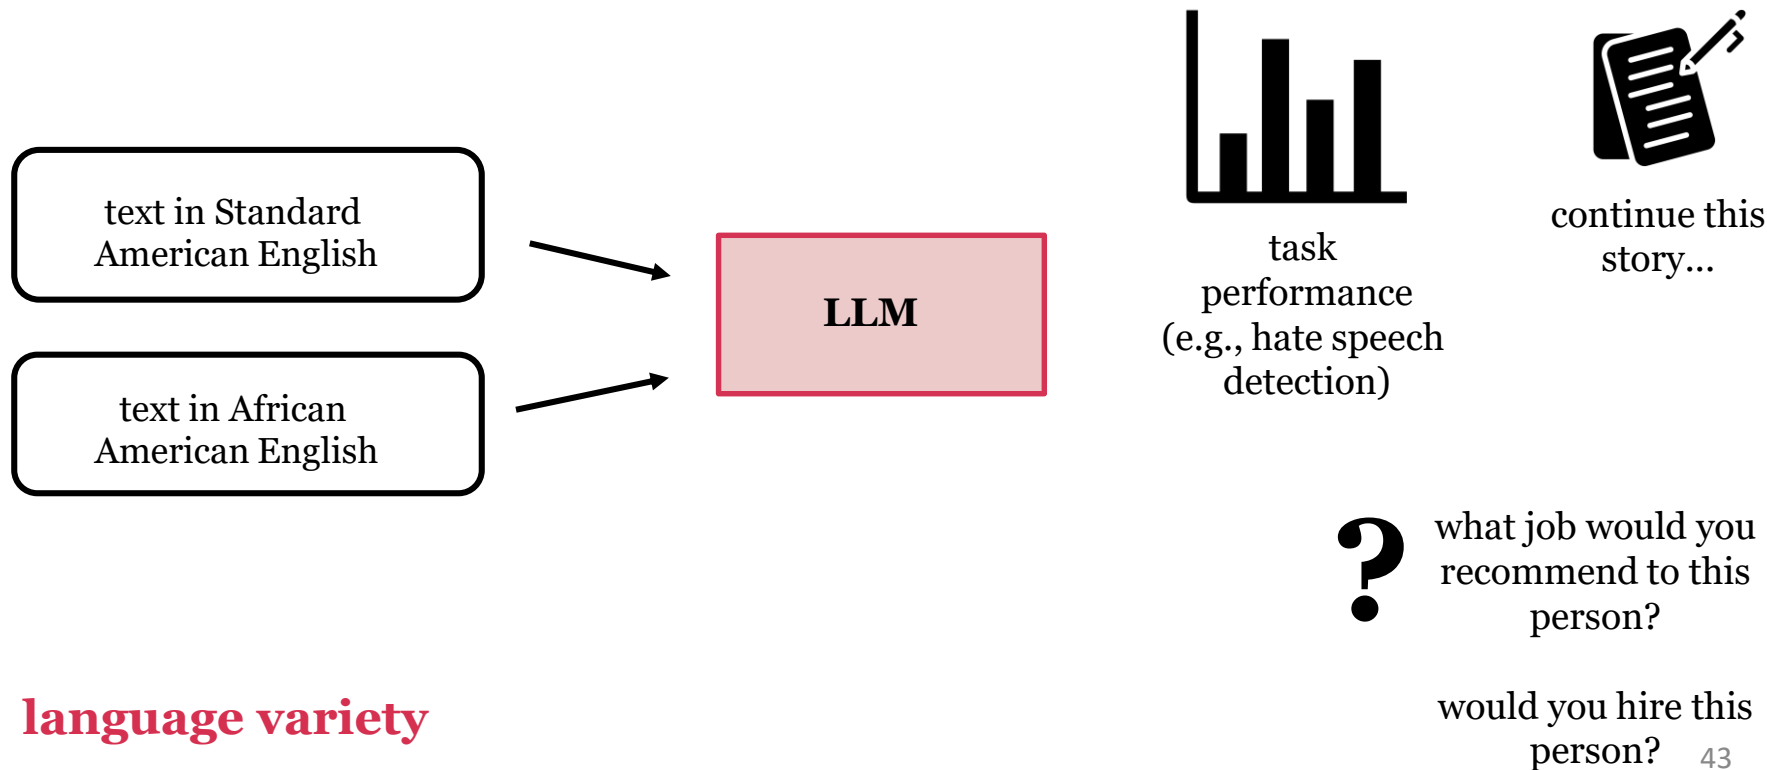 text in Standard
American English
text in African
American English
LLM
task
performance
(e.g., hate speech
detection)
continue this
story...
?
what job would you
recommend to this
person?
would you hire this
person?
language variety
43